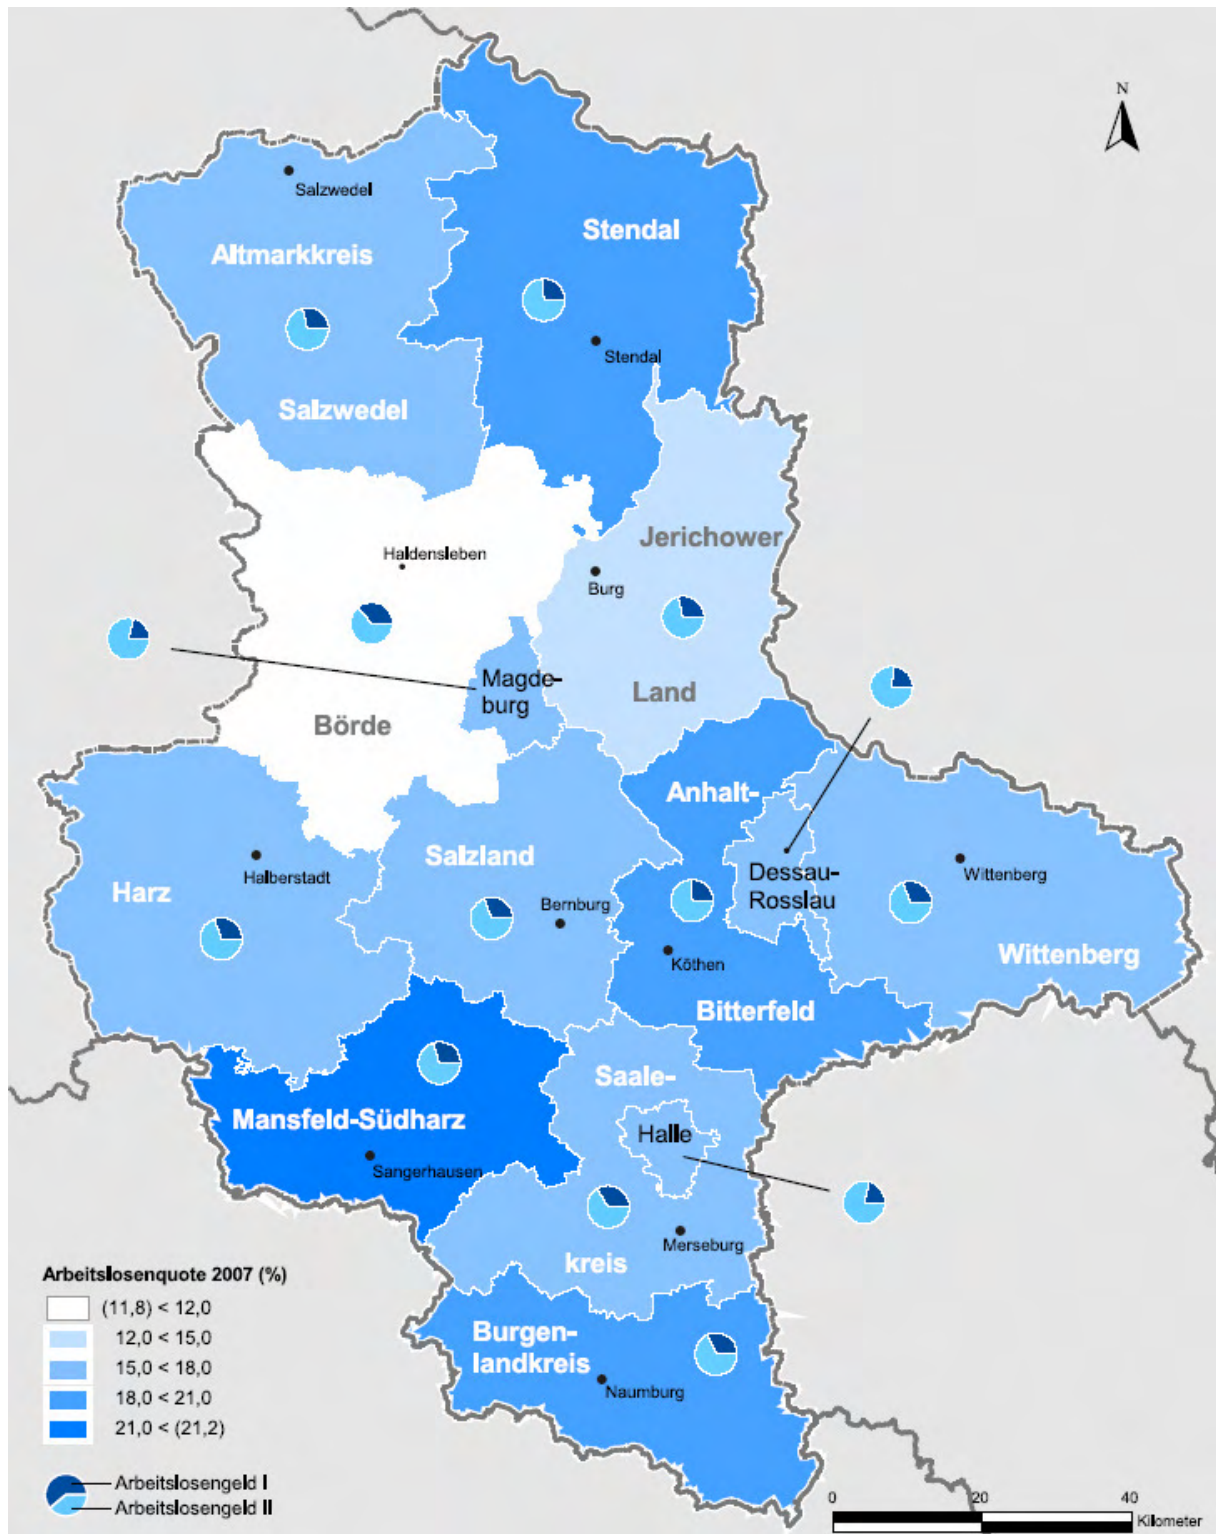 N
Salzwedel
Altmarkkreis
Salzwedel
Stendal
Stendal
Haldensleben
Börde
Jerichower
Burg
Land
Magde-
burg
Anhalt-
Dessau-
Rosslau
Wittenberg
Wittenberg
Köthen
Bitterfeld
Salzland
Bernburg
Harz
Halberstadt
Mansfeld-Südharz
Sangerhausen
Saale-
Halle
kreis
Merseburg
Burgen-
landkreis
Naumburg
Arbeitslosenquote 2007 (%)
(11,8) < 12,0
12,0 < 15,0
15,0 < 18,0
18,0 < 21,0
21,0 < (21,2)
Arbeitslosengeld I
Arbeitslosengeld II
0 20 40
Kilometer